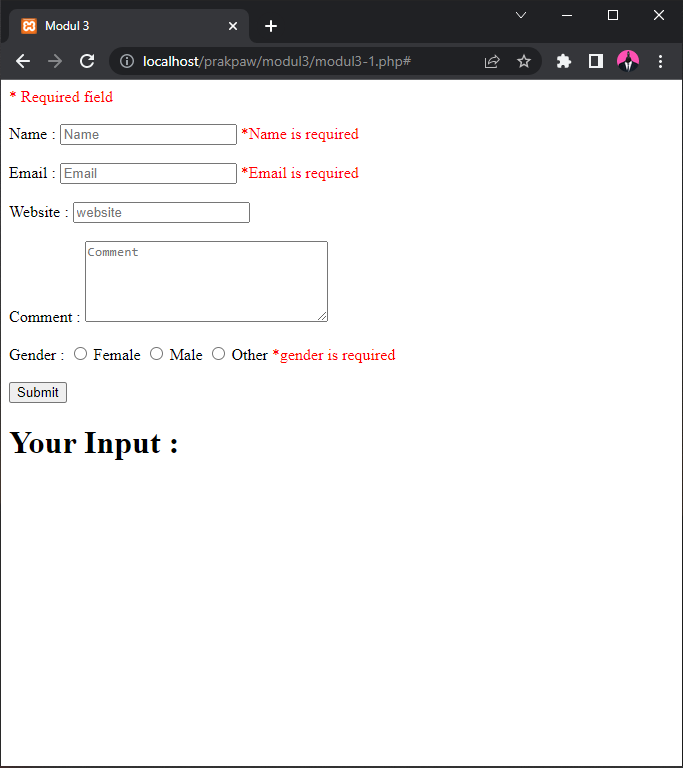 Modul 3
localhost/prakpaw/modul3/modul3-1.php#
* Required field
Name : Name *Name is required
Email : Email *Email is required
Website : website
Comment
Comment :
Gender : Female Male Other *gender is required
Submit
Your Input :